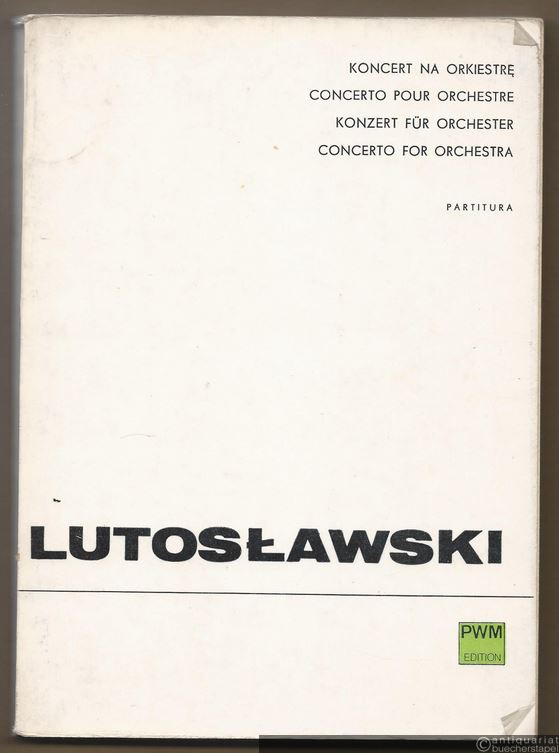 KONCERT NA ORKIESTRĘ
CONCERTO POUR ORCHESTRE
KONZERT FÜR ORCHESTER
CONCERTO FOR ORCHESTRA
PARTITURA
LUTOSŁAWSKI
PWM
EDITION
©antiquariat
buecherstapel